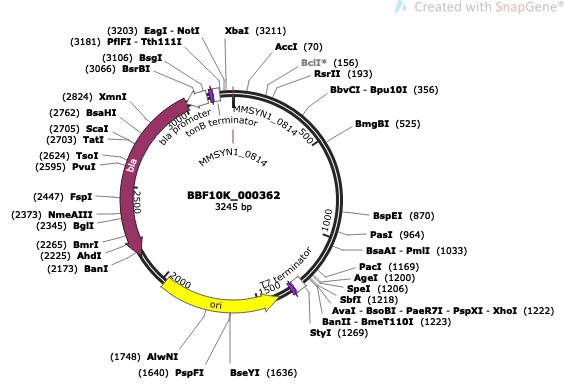 Created with SnapGene®
(3203) EagI - NotI
XbaI (3211)
(3181) PflFI - Tth111I
AccI (70)
(3106) BsgI
BclI* (156)
(3066) BsrBI
RsrII (193)
BbvCI - Bpu10I (356)
(2824) XmnI
(2762) BsaHI
BmgBI (525)
(2705) ScaI
(2703) TatI
(2624) TsoI
(2595) PvuI
(2447) FspI
(2373) NmeAIII
(2345) BglI
BspEI (870)
PasI (964)
(2265) BmrI
BsaAI - PmlI (1033)
(2225) AhdI
(2173) BanI
PacI (1169)
AgeI (1200)
SpeI (1206)
SbfI (1218)
AvaI - BsoBI - PaeR7I - PspXI - XhoI (1222)
BanII - BmeT110I (1223)
StyI (1269)
(1748) AlwNI
(1640) PspFI
BseYI (1636)
bla promoter
tonB terminator
MMSYN1_0814
MMSYN1_0814
bla
BBF10K_000362
3245 bp
T7 terminator
ori
500
1000
1500
2000
2500
3000